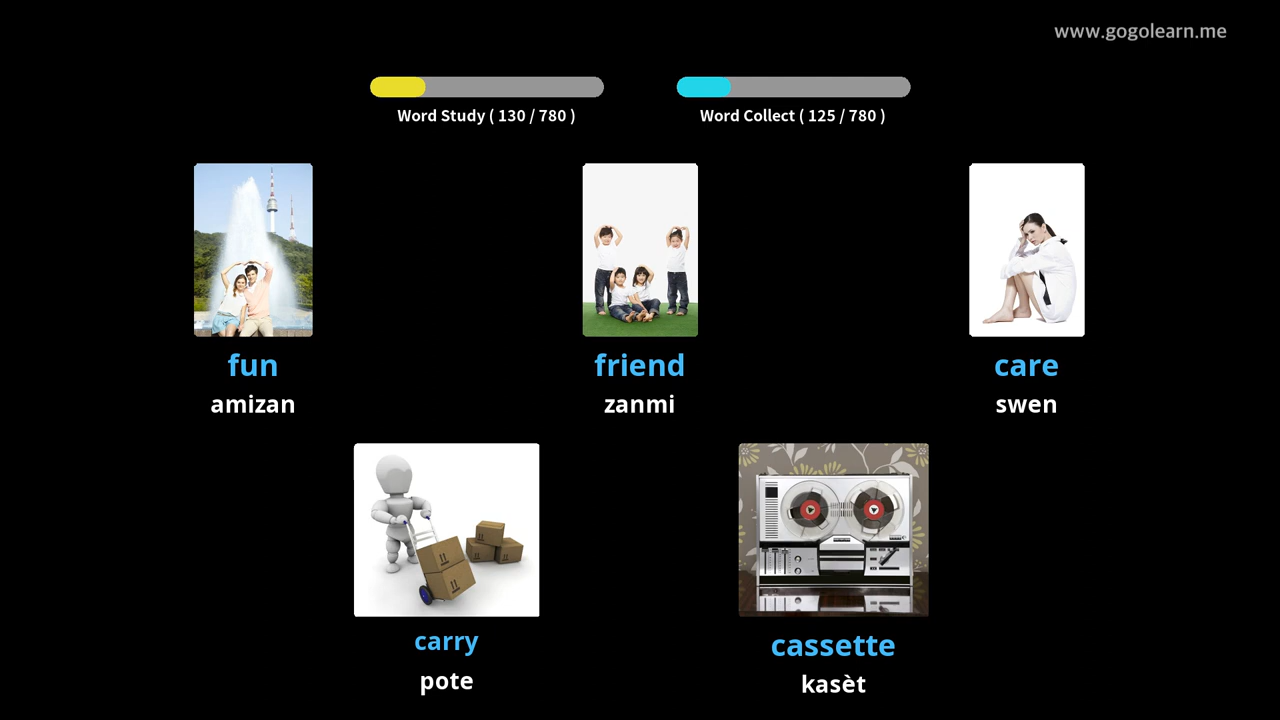 www.gogolearn.me
Word Study ( 130 / 780 )
Word Collect ( 125 / 780 )
fun
amizan
friend
zanmi
care
swen
carry
pote
cassette
kasèt